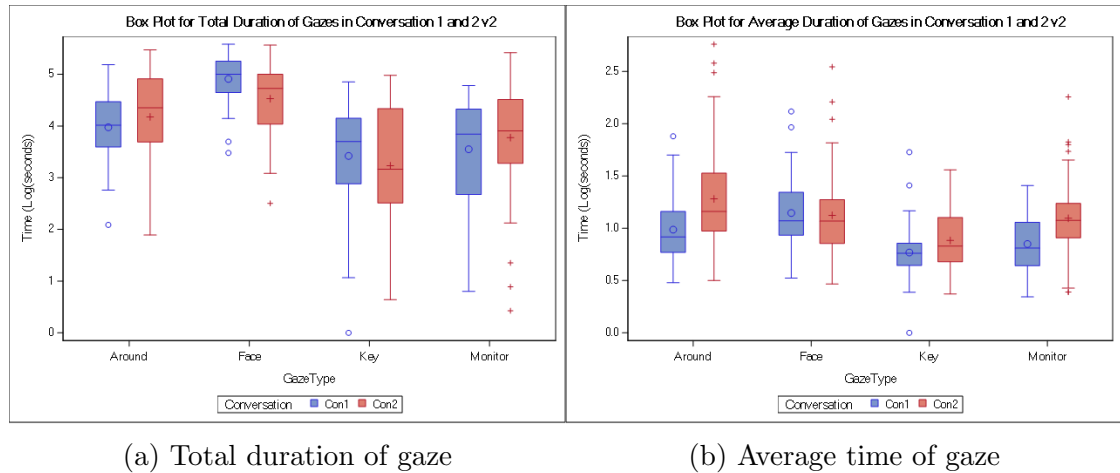 Box Plot for Total Duration of Gazes in Conversation 1 and 2 v2
Time (Log(seconds))
5
4
3
2
1
0
Around Face Key Monitor
GazeType
Conversation Con1 Con2
(a) Total duration of gaze
Box Plot for Average Duration of Gazes in Conversation 1 and 2 v2
Time (Log(seconds))
2.5
2.0
1.5
1.0
0.5
0.0
Around Face Key Monitor
GazeType
Conversation Con1 Con2
(b) Average time of gaze